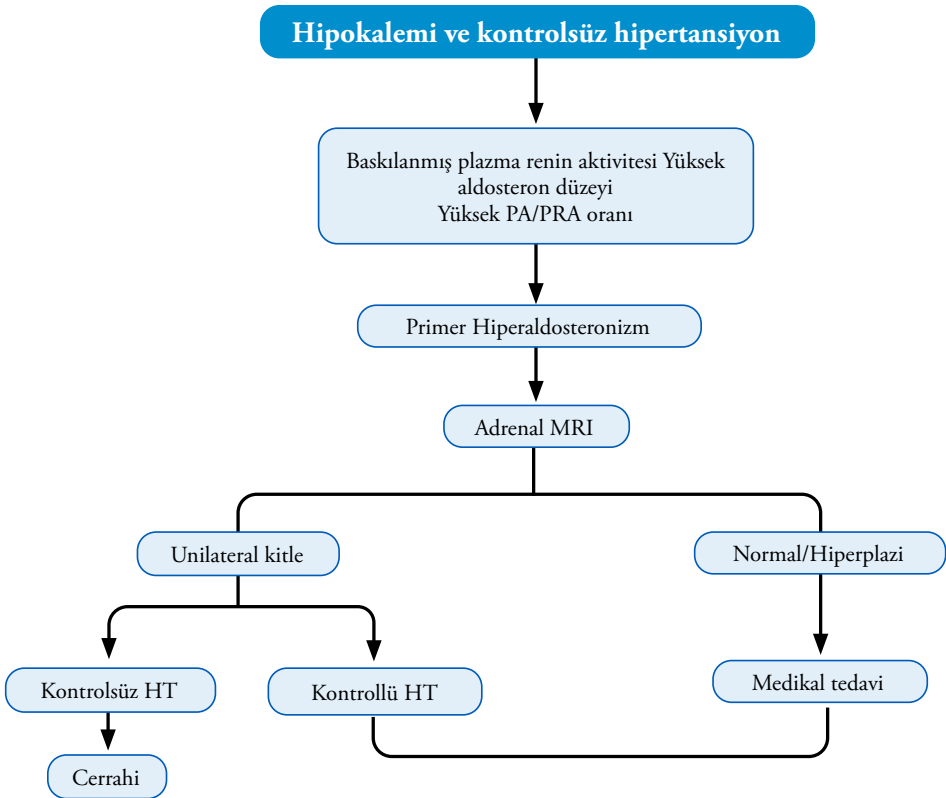 Hipokalemi ve kontrolsüz hipertansiyon
Baskılanmış plazma renin aktivitesi Yüksek
aldosteron düzeyi
Yüksek PA/PRA oranı
Primer Hiperaldosteronizm
Adrenal MRI
Unilateral kitle
Normal/Hiperplazi
Kontrolsüz HT
Kontrollü HT
Medikal tedavi
Cerrahi